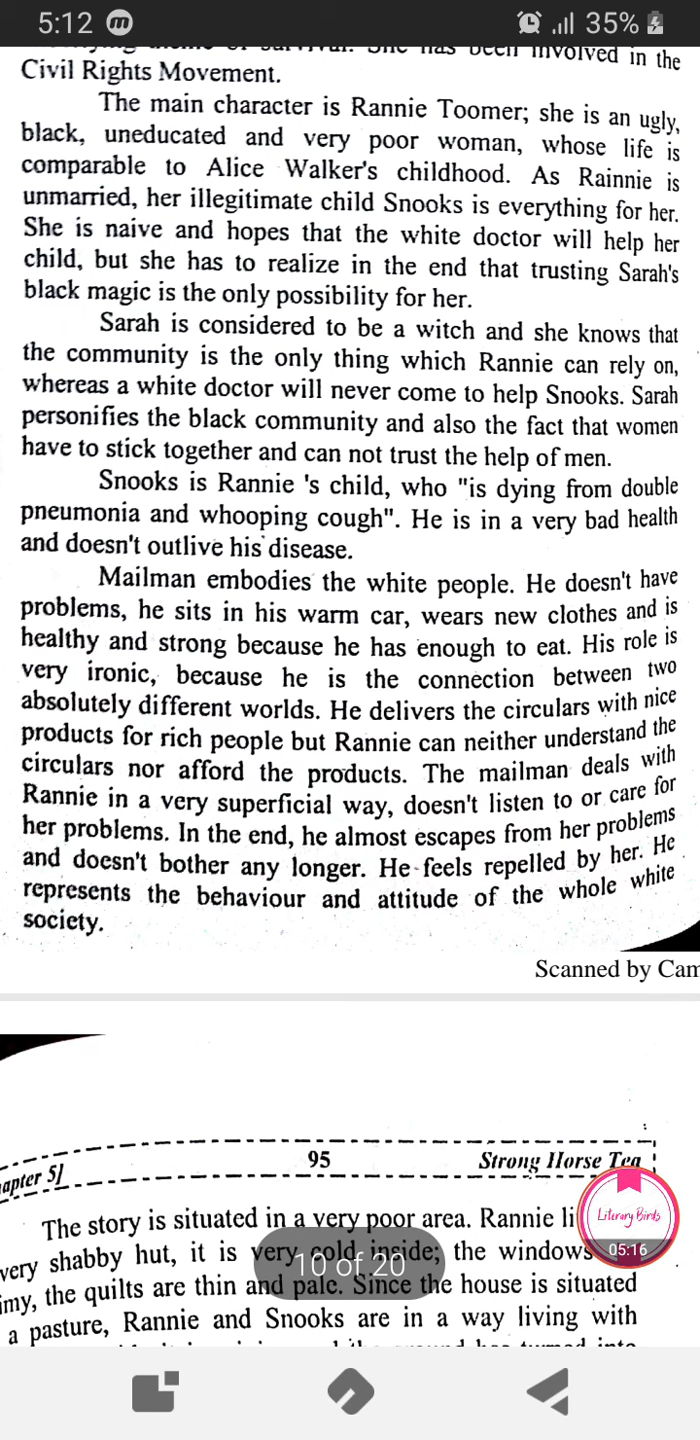 5:12 m 35%
Civil Rights Movement.
The main character is Rannie Toomer; she is an ugly,
black, uneducated and very poor woman, whose life is
comparable to Alice Walker's childhood. As Rainnie is
unmarried, her illegitimate child Snooks is everything for her.
She is naive and hopes that the white doctor will help her
child, but she has to realize in the end that trusting Sarah's
black magic is the only possibility for her.
Sarah is considered to be a witch and she knows that
the community is the only thing which Rannie can rely on,
whereas a white doctor will never come to help Snooks. Sarah
personifies the black community and also the fact that women
have to stick together and can not trust the help of men.
Snooks is Rannie 's child, who "is dying from double
pneumonia and whooping cough". He is in a very bad health
and doesn't outlive his disease.
Mailman embodies the white people. He doesn't have
problems, he sits in his warm car, wears new clothes and is
healthy and strong because he has enough to eat. His role is
very ironic, because he is the connection between two
absolutely different worlds. He delivers the circulars with nice
products for rich people but Rannie can neither understand the
circulars nor afford the products. The mailman deals with
Rannie in a very superficial way, doesn't listen to or care for
her problems. In the end, he almost escapes from her problems
and doesn't bother any longer. He feels repelled by her. He
represents the behaviour and attitude of the whole white
society.
Scanned by Cam
apter 5] 95 Strong Horse Tea
The story is situated in a very poor area. Rannie li
very shabby hut, it is very cold inside; the windows
imy, the quilts are thin and pale. Since the house is situated
a pasture, Rannie and Snooks are in a way living with
10 of 20
Literary Birds
05:16